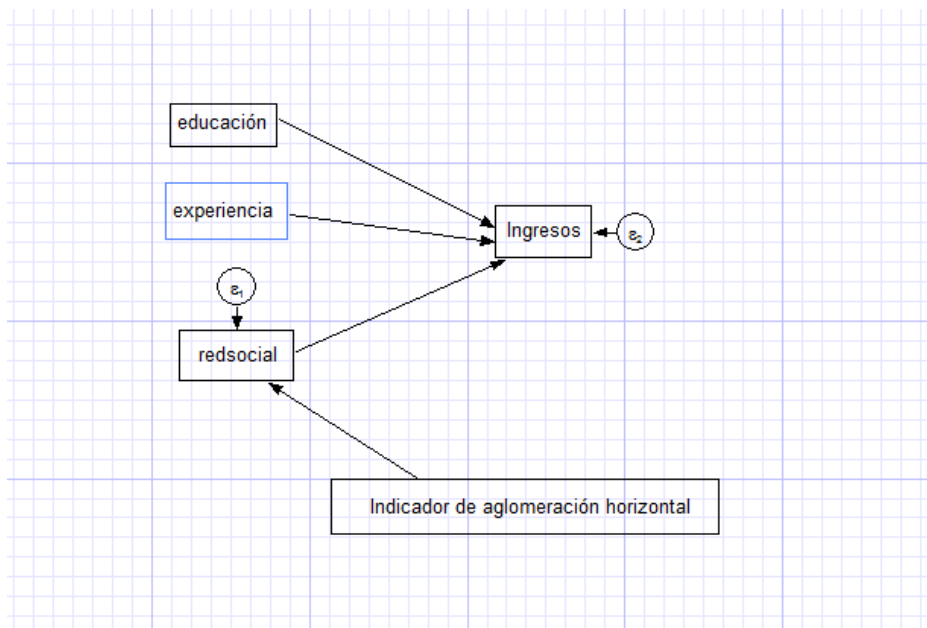 educación
experiencia
Ingresos
ε2
ε1
redsocial
Indicador de aglomeración horizontal